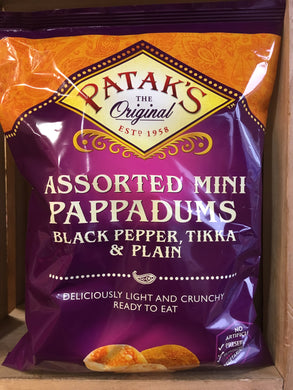 PATAK'S
THE
Original
ESTD 1958
ASSORTED MINI
PAPPADUMS
BLACK PEPPER, TIKKA
& PLAIN
DELICIOUSLY LIGHT AND CRUNCHY
READY TO EAT
NO